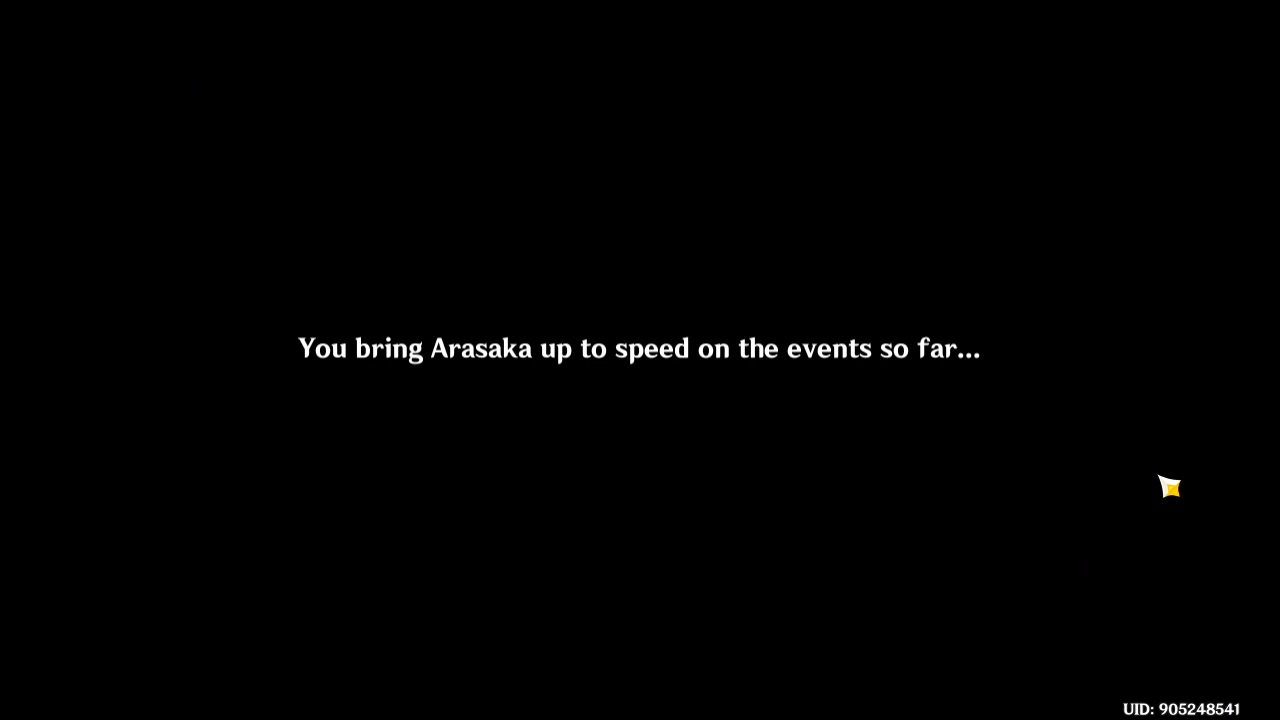 You bring Arasaka up to speed on the events so far...
UID: 905248541